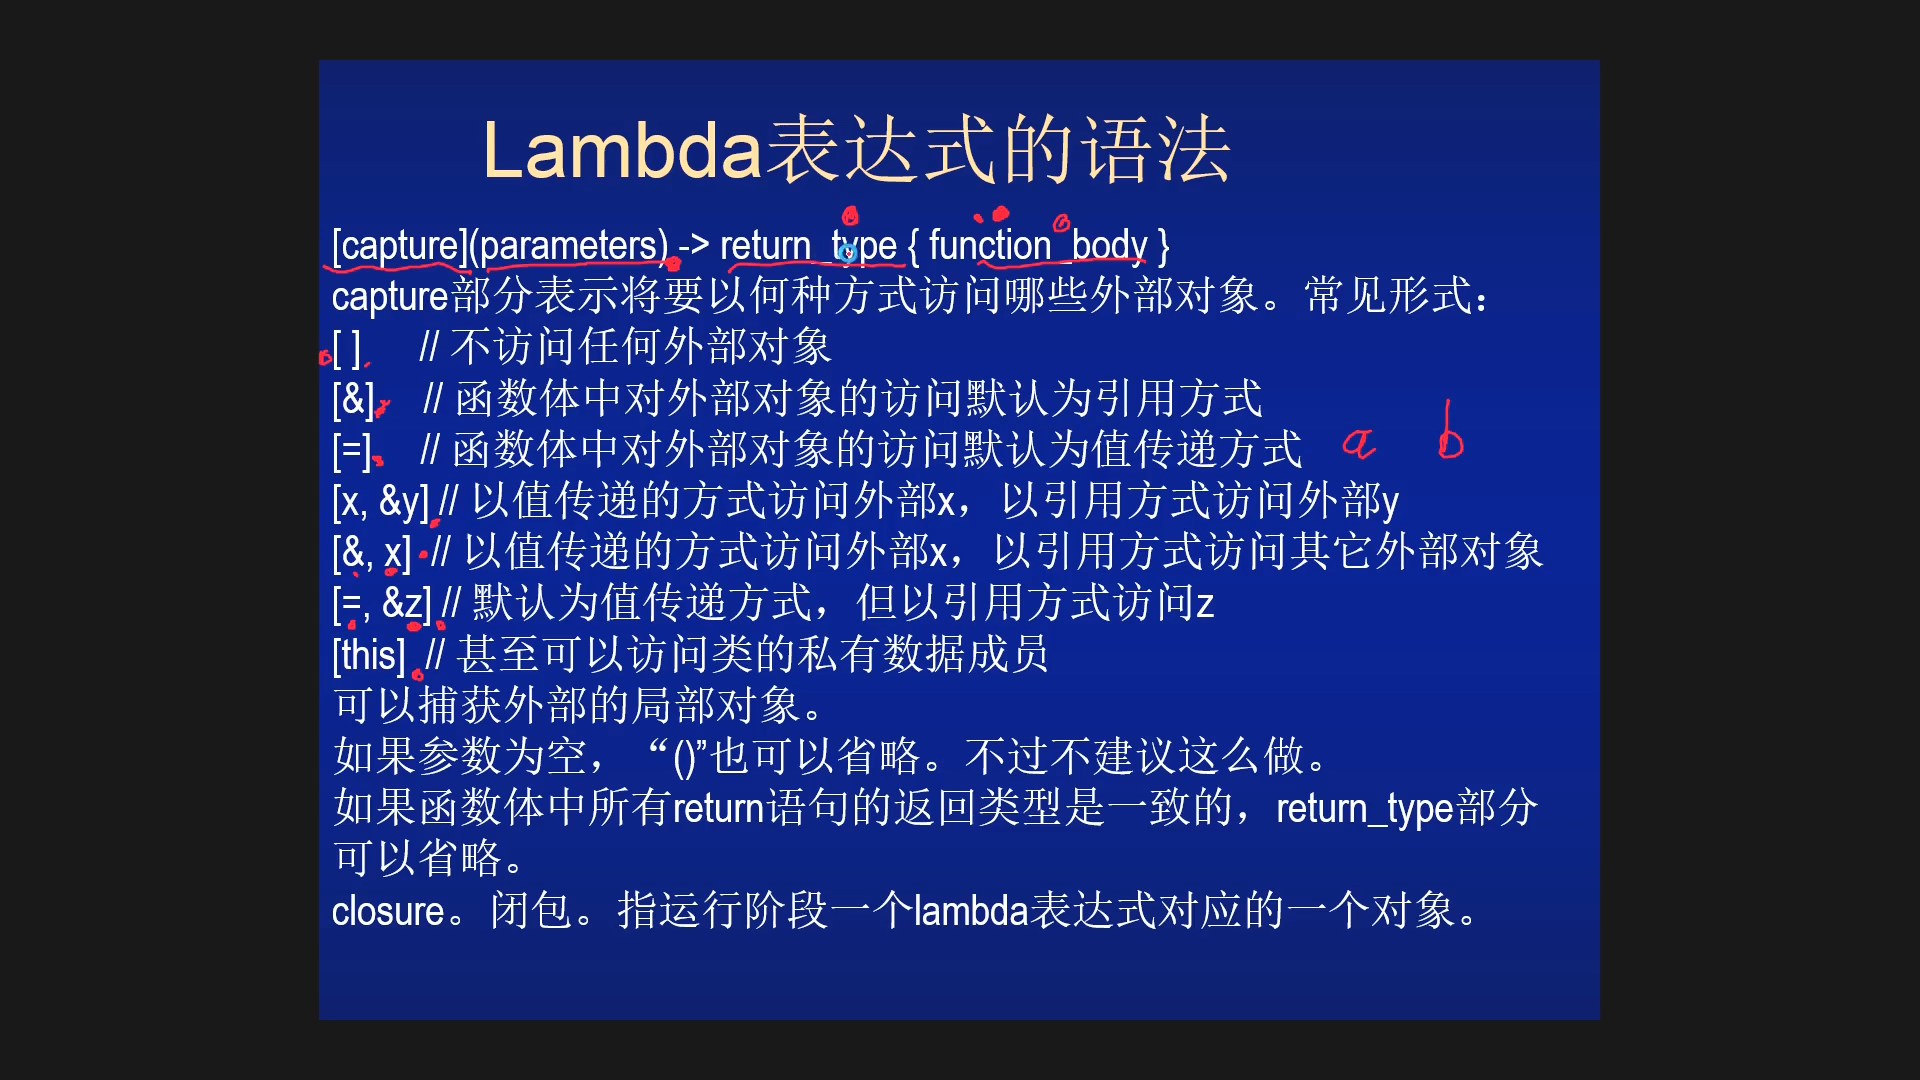 Lambda表达式的语法
[capture](parameters) -> return_type { function_body }
capture部分表示将要以何种方式访问哪些外部对象。常见形式：
[ ] // 不访问任何外部对象
[&] // 函数体中对外部对象的访问默认为引用方式
[=] // 函数体中对外部对象的访问默认为值传递方式
a b
[x, &y] // 以值传递的方式访问外部x，以引用方式访问外部y
[&, x] // 以值传递的方式访问外部x，以引用方式访问其它外部对象
[=, &z] // 默认为值传递方式，但以引用方式访问z
[this] // 甚至可以访问类的私有数据成员
可以捕获外部的局部对象。
如果参数为空，“()”也可以省略。不过不建议这么做。
如果函数体中所有return语句的返回类型是一致的，return_type部分
可以省略。
closure。闭包。指运行阶段一个lambda表达式对应的一个对象。